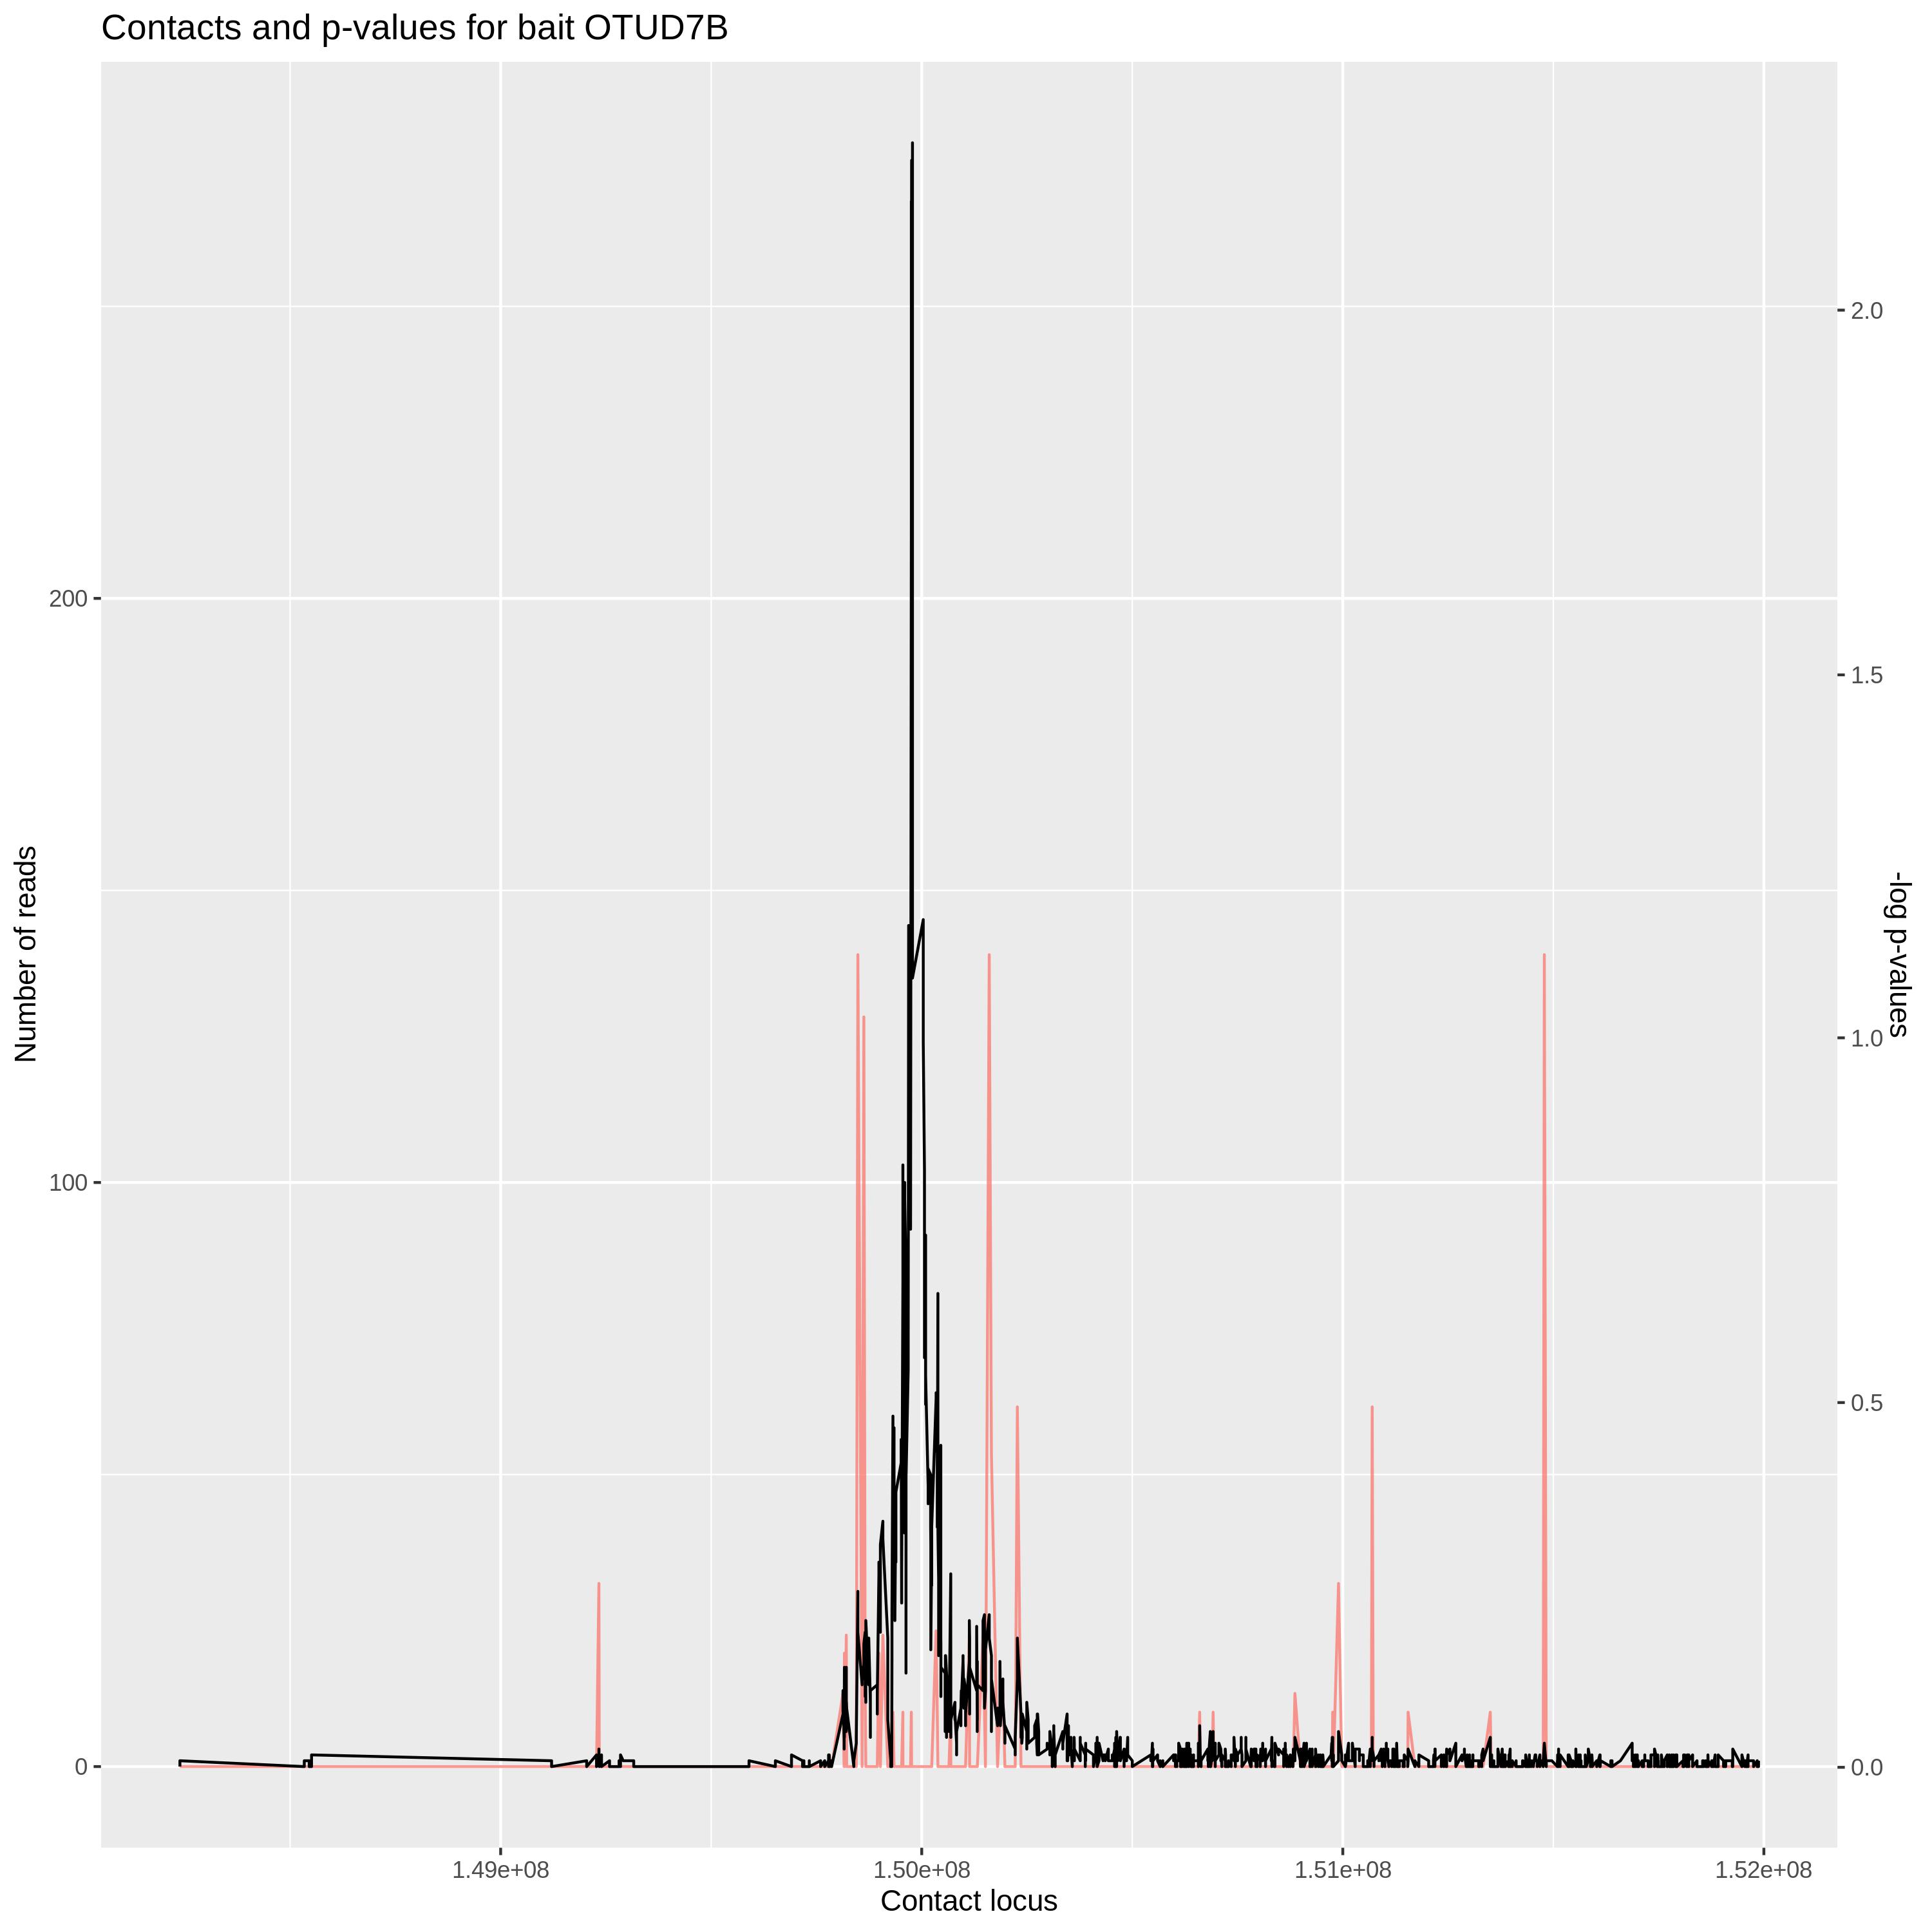 Contacts and p-values for bait OTUD7B
Number of reads
200
100
0
2.0
1.5
1.0
0.5
0.0
-log p-values
1.49e+08
1.50e+08
1.51e+08
1.52e+08
Contact locus